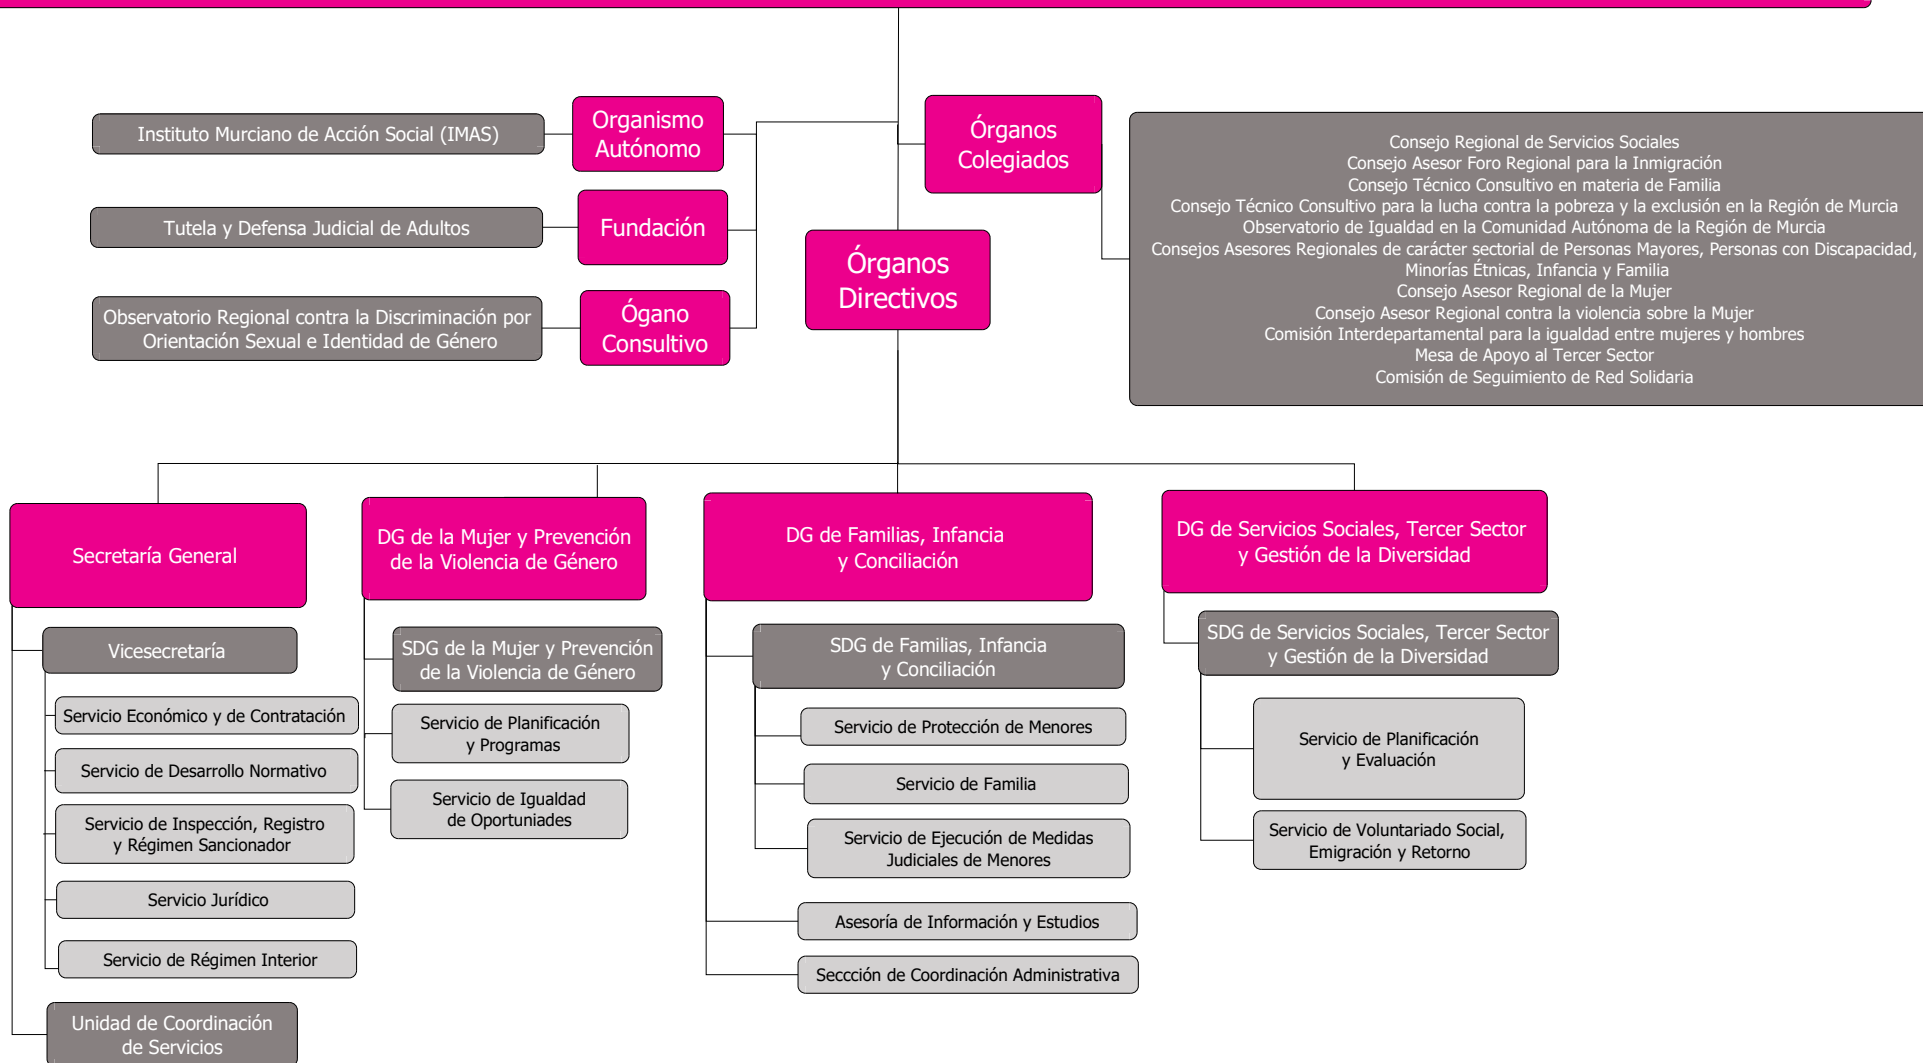 Instituto Murciano de Acción Social (IMAS)
Organismo
Autónomo
Tutela y Defensa Judicial de Adultos
Fundación
Observatorio Regional contra la Discriminación por
Orientación Sexual e Identidad de Género
Ógano
Consultivo
Órganos
Colegiados
Consejo Regional de Servicios Sociales
Consejo Asesor Foro Regional para la Inmigración
Consejo Técnico Consultivo en materia de Familia
Consejo Técnico Consultivo para la lucha contra la pobreza y la exclusión en la Región de Murcia
Observatorio de Igualdad en la Comunidad Autónoma de la Región de Murcia
Consejos Asesores Regionales de carácter sectorial de Personas Mayores, Personas con Discapacidad,
Minorías Étnicas, Infancia y Familia
Consejo Asesor Regional de la Mujer
Consejo Asesor Regional contra la violencia sobre la Mujer
Comisión Interdepartamental para la igualdad entre mujeres y hombres
Mesa de Apoyo al Tercer Sector
Comisión de Seguimiento de Red Solidaria
Órganos
Directivos
Secretaría General
Vicesecretaría
Servicio Económico y de Contratación
Servicio de Desarrollo Normativo
Servicio de Inspección, Registro
y Régimen Sancionador
Servicio Jurídico
Servicio de Régimen Interior
Unidad de Coordinación
de Servicios
DG de la Mujer y Prevención
de la Violencia de Género
SDG de la Mujer y Prevención
de la Violencia de Género
Servicio de Planificación
y Programas
Servicio de Igualdad
de Oportuniades
DG de Familias, Infancia
y Conciliación
SDG de Familias, Infancia
y Conciliación
Servicio de Protección de Menores
Servicio de Familia
Servicio de Ejecución de Medidas
Judiciales de Menores
Asesoría de Información y Estudios
Seccción de Coordinación Administrativa
DG de Servicios Sociales, Tercer Sector
y Gestión de la Diversidad
SDG de Servicios Sociales, Tercer Sector
y Gestión de la Diversidad
Servicio de Planificación
y Evaluación
Servicio de Voluntariado Social,
Emigración y Retorno